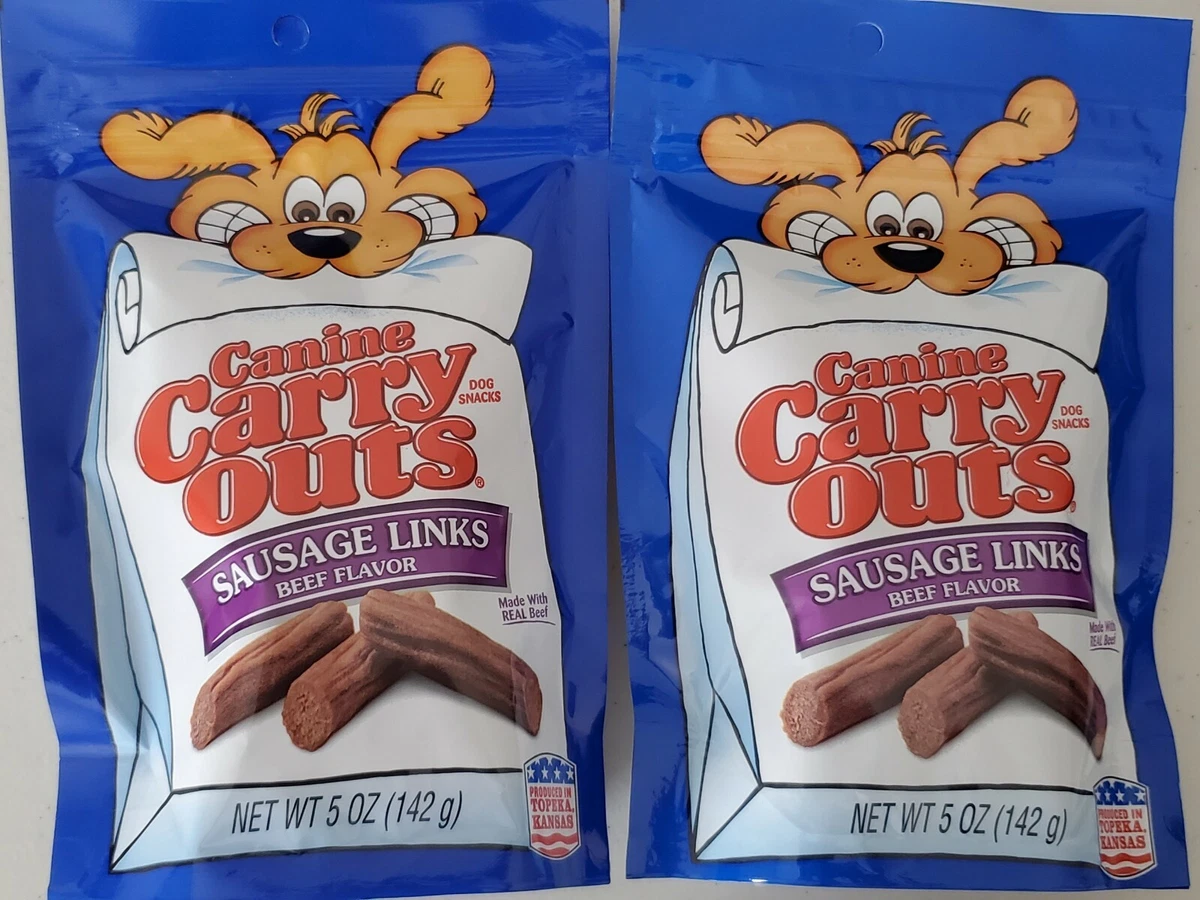 Canine
Carry
outs®
DOG
SNACKS
SAUSAGE LINKS
BEEF FLAVOR
Made With
REAL Beef
NET WT 5 OZ (142 g)
PRODUCED IN
TOPEKA,
KANSAS
Canine
Carry
outs®
DOG
SNACKS
SAUSAGE LINKS
BEEF FLAVOR
Made With
REAL Beef
NET WT 5 OZ (142 g)
PRODUCED IN
TOPEKA,
KANSAS